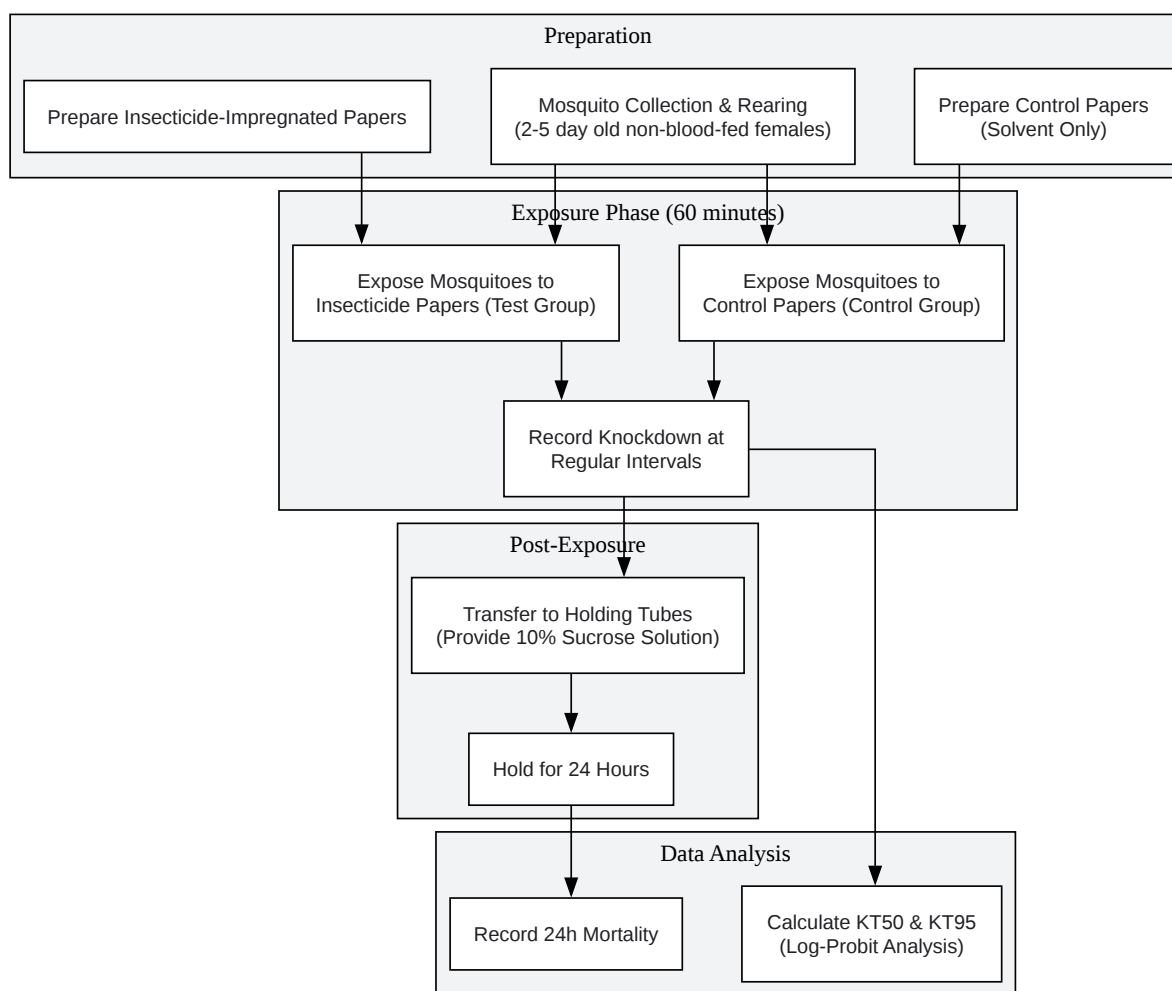 Preparation
Prepare Insecticide-Impregnated Papers
Mosquito Collection & Rearing
(2-5 day old non-blood-fed females)
Prepare Control Papers
(Solvent Only)
Exposure Phase (60 minutes)
Expose Mosquitoes to
Insecticide Papers (Test Group)
Expose Mosquitoes to
Control Papers (Control Group)
Record Knockdown at
Regular Intervals
Post-Exposure
Transfer to Holding Tubes
(Provide 10% Sucrose Solution)
Hold for 24 Hours
Data Analysis
Record 24h Mortality
Calculate KT50 & KT95
(Log-Probit Analysis)